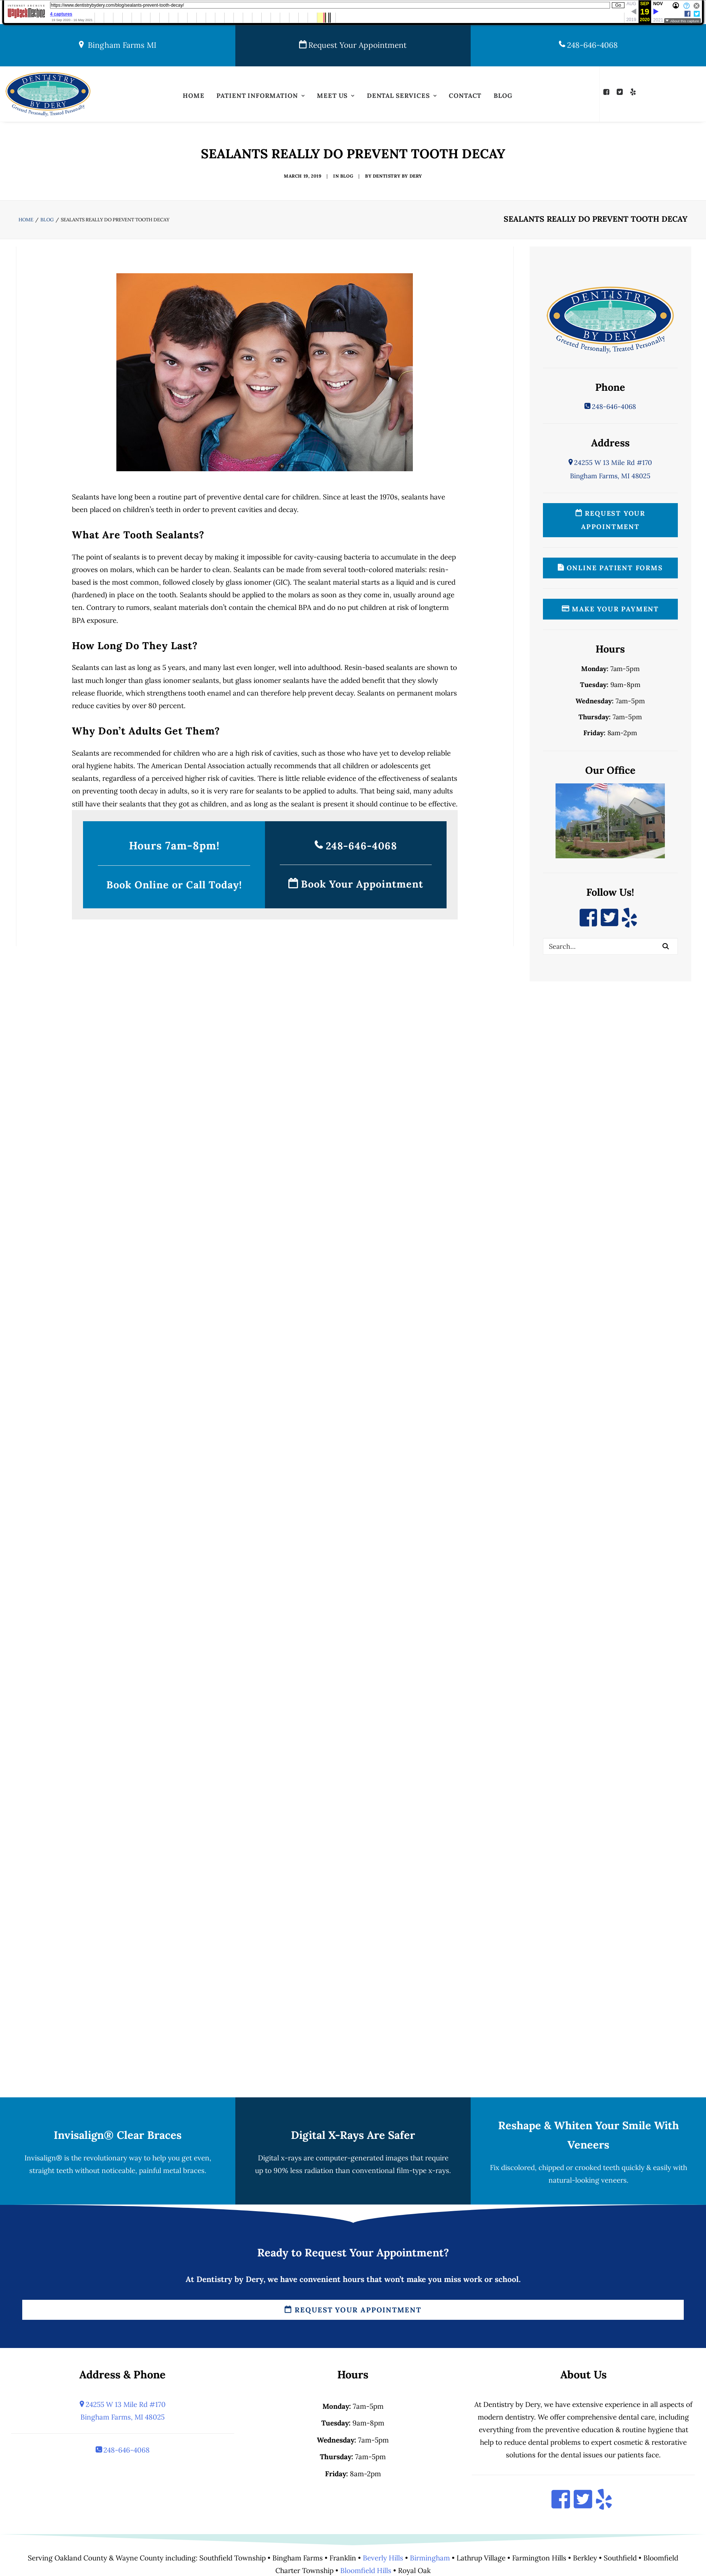 https://www.dentistrybydery.com/blog/sealants-prevent-tooth-decay/
Go
SEP
NOV
19
2020
4 captures
Bingham Farms MI
Request Your Appointment
248-646-4068
DENTISTRY BY DERY
Greeted Personally, Treated Personally
HOME
PATIENT INFORMATION
MEET US
DENTAL SERVICES
CONTACT
BLOG
SEALANTS REALLY DO PREVENT TOOTH DECAY
MARCH 19, 2019 | IN BLOG | BY DENTISTRY BY DERY
HOME / BLOG / SEALANTS REALLY DO PREVENT TOOTH DECAY
SEALANTS REALLY DO PREVENT TOOTH DECAY
Sealants have long been a routine part of preventive dental care for children. Since at least the 1970s, sealants have
been placed on children’s teeth in order to prevent cavities and decay.
What Are Tooth Sealants?
The point of sealants is to prevent decay by making it impossible for cavity-causing bacteria to accumulate in the deep
grooves on molars, which can be harder to clean. Sealants can be made from several tooth-colored materials: resin-
based is the most common, followed closely by glass ionomer (GIC). The sealant material starts as a liquid and is cured
(hardened) in place on the tooth. Sealants should be applied to the molars as soon as they come in, usually around age
ten. Contrary to rumors, sealant materials don’t contain the chemical BPA and do no put children at risk of longterm
BPA exposure.
How Long Do They Last?
Sealants can last as long as 5 years, and many last even longer, well into adulthood. Resin-based sealants are shown to
last much longer than glass ionomer sealants, but glass ionomer sealants have the added benefit that they slowly
release fluoride, which strengthens tooth enamel and can therefore help prevent decay. Sealants on permanent molars
reduce cavities by over 80 percent.
Why Don’t Adults Get Them?
Sealants are recommended for children who are a high risk of cavities, such as those who have yet to develop reliable
oral hygiene habits. The American Dental Association actually recommends that all children or adolescents get
sealants, regardless of a perceived higher risk of cavities. There is little reliable evidence of the effectiveness of sealants
on preventing tooth decay in adults, so it is very rare for sealants to be applied to adults. That being said, many adults
still have their sealants that they got as children, and as long as the sealant is present it should continue to be effective.
Hours 7am-8pm!
Book Online or Call Today!
248-646-4068
Book Your Appointment
DENTISTRY BY DERY
Greeted Personally, Treated Personally
Phone
248-646-4068
Address
24255 W 13 Mile Rd #170
Bingham Farms, MI 48025
REQUEST YOUR
APPOINTMENT
ONLINE PATIENT FORMS
MAKE YOUR PAYMENT
Hours
Monday: 7am-5pm
Tuesday: 9am-8pm
Wednesday: 7am-5pm
Thursday: 7am-5pm
Friday: 8am-2pm
Our Office
Follow Us!
Search...
Invisalign® Clear Braces
Invisalign® is the revolutionary way to help you get even,
straight teeth without noticeable, painful metal braces.
Digital X-Rays Are Safer
Digital x-rays are computer-generated images that require
up to 90% less radiation than conventional film-type x-rays.
Reshape & Whiten Your Smile With
Veneers
Fix discolored, chipped or crooked teeth quickly & easily with
natural-looking veneers.
Ready to Request Your Appointment?
At Dentistry by Dery, we have convenient hours that won’t make you miss work or school.
REQUEST YOUR APPOINTMENT
Address & Phone
24255 W 13 Mile Rd #170
Bingham Farms, MI 48025
248-646-4068
Hours
Monday: 7am-5pm
Tuesday: 9am-8pm
Wednesday: 7am-5pm
Thursday: 7am-5pm
Friday: 8am-2pm
About Us
At Dentistry by Dery, we have extensive experience in all aspects of
modern dentistry. We offer comprehensive dental care, including
everything from the preventive education & routine hygiene that
help to reduce dental problems to expert cosmetic & restorative
solutions for the dental issues our patients face.
Serving Oakland County & Wayne County including: Southfield Township • Bingham Farms • Franklin • Beverly Hills • Birmingham • Lathrup Village • Farmington Hills • Berkley • Southfield • Bloomfield
Charter Township • Bloomfield Hills • Royal Oak